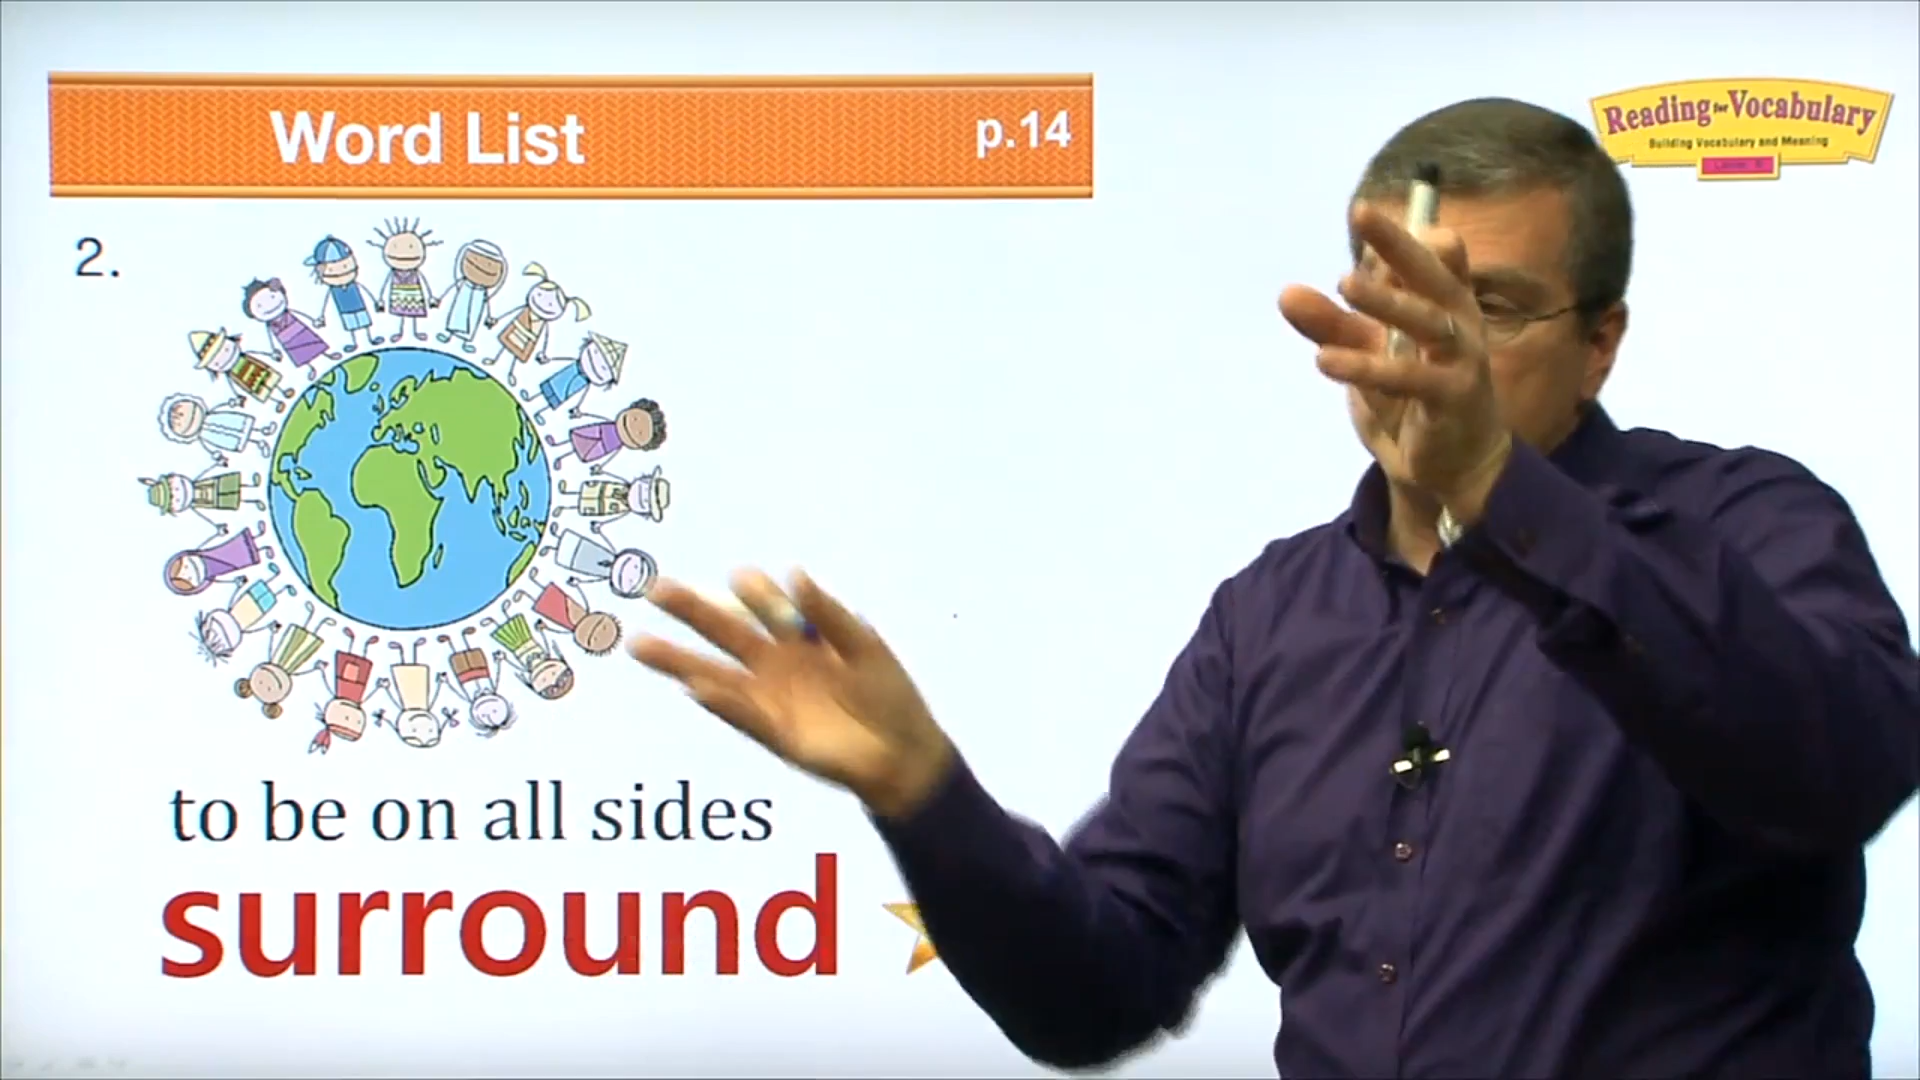 Word List
p.14
Reading for Vocabulary
Building Vocabulary and Meaning
2.
to be on all sides
surround